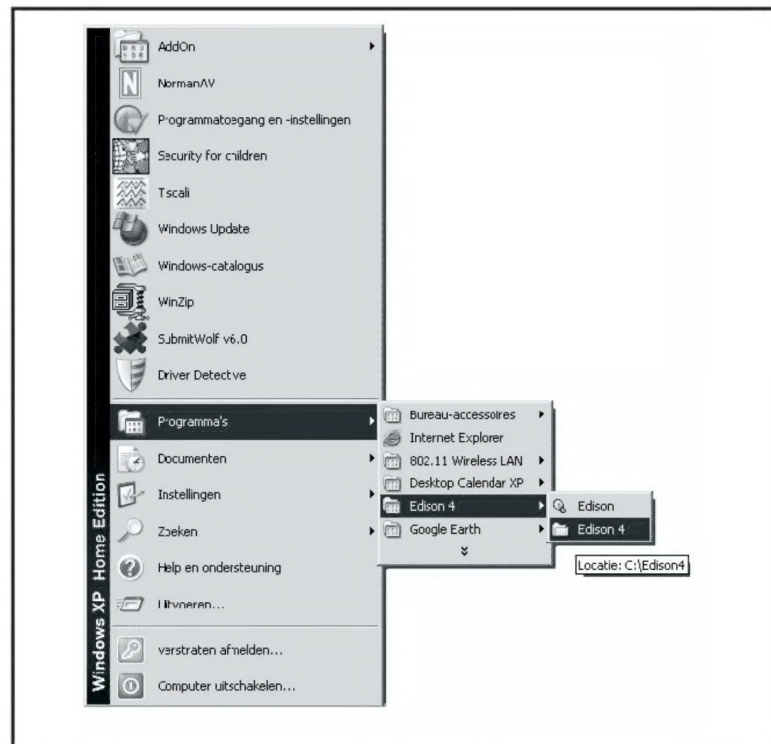 AddOn
NormanAV
Programmatoegang en -instellingen
Security for children
Tscali
Windows Update
Windows-catalogus
WinZip
SubmitWolf v6.0
Driver Detective
Programma's
Documenten
Instellingen
Zoeken
Help en ondersteuning
Uitvoeren...
verstraten afmelden...
Computer uitschakelen...
Windows XP Home Edition
Bureau-accessoires
Internet Explorer
802.11 Wireless LAN
Desktop Calendar XP
Edison 4
Google Earth
Edison
Edison 4
Locatie: C:\Edison4